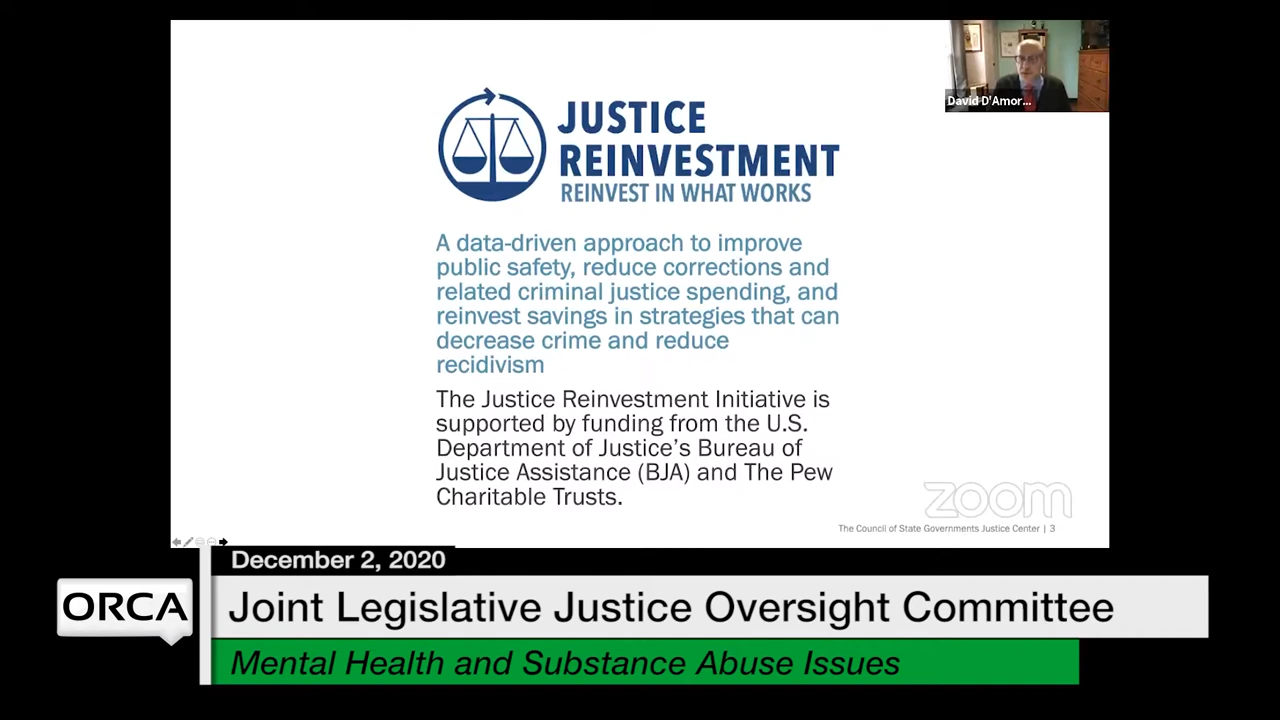 JUSTICE
REINVESTMENT
REINVEST IN WHAT WORKS
David D'Amor...
A data-driven approach to improve
public safety, reduce corrections and
related criminal justice spending, and
reinvest savings in strategies that can
decrease crime and reduce
recidivism
The Justice Reinvestment Initiative is
supported by funding from the U.S.
Department of Justice’s Bureau of
Justice Assistance (BJA) and The Pew
Charitable Trusts.
zoom
The Council of State Governments Justice Center | 3
December 2, 2020
ORCA
Joint Legislative Justice Oversight Committee
Mental Health and Substance Abuse Issues